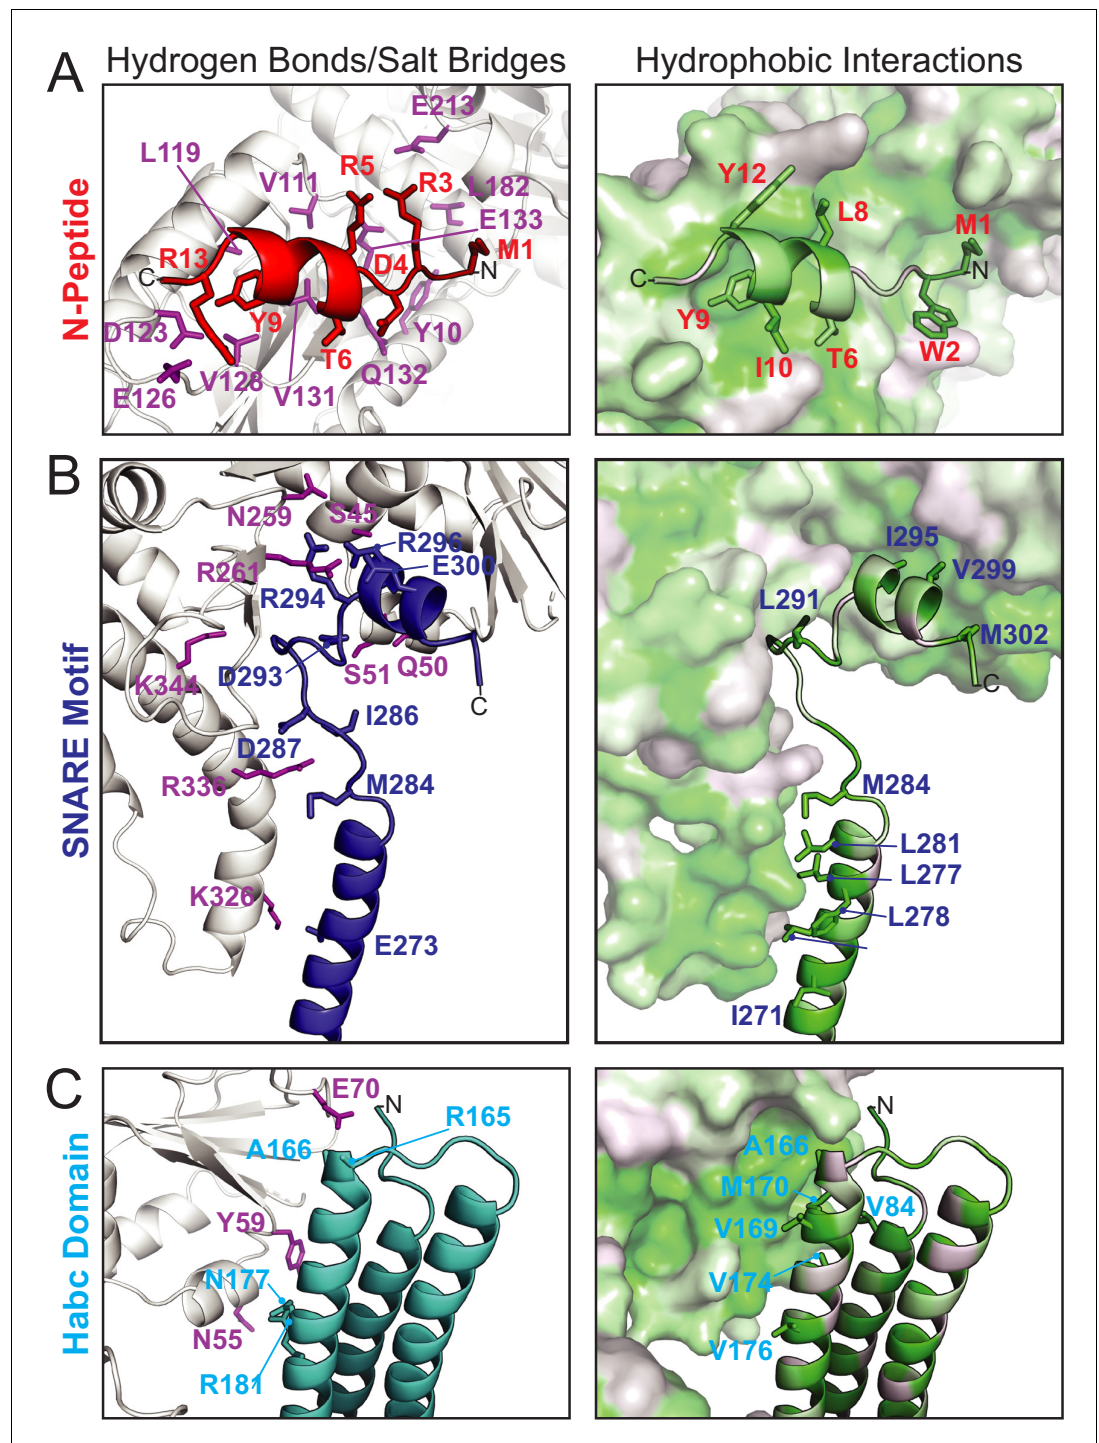 Hydrogen Bonds/Salt Bridges
Hydrophobic Interactions
A
N-Peptide
E213
L119
V111
R5
R3
L182
E133
M1
R13
D4
C
N
Y9
D123
T6
Y10
V128
Q132
E126
V131
Y12
L8
M1
C
N
Y9
I10
T6
W2
B
SNARE Motif
N259
S45
R296
R261
E300
R294
K344
D293
S51
Q50
C
I286
D287
R336
M284
K326
E273
I295
V299
L291
M302
C
M284
L281
L277
L278
I271
C
Habc Domain
E70
N
R165
A166
Y59
N177
N55
R181
N
A166
M170
V84
V169
V174
V176